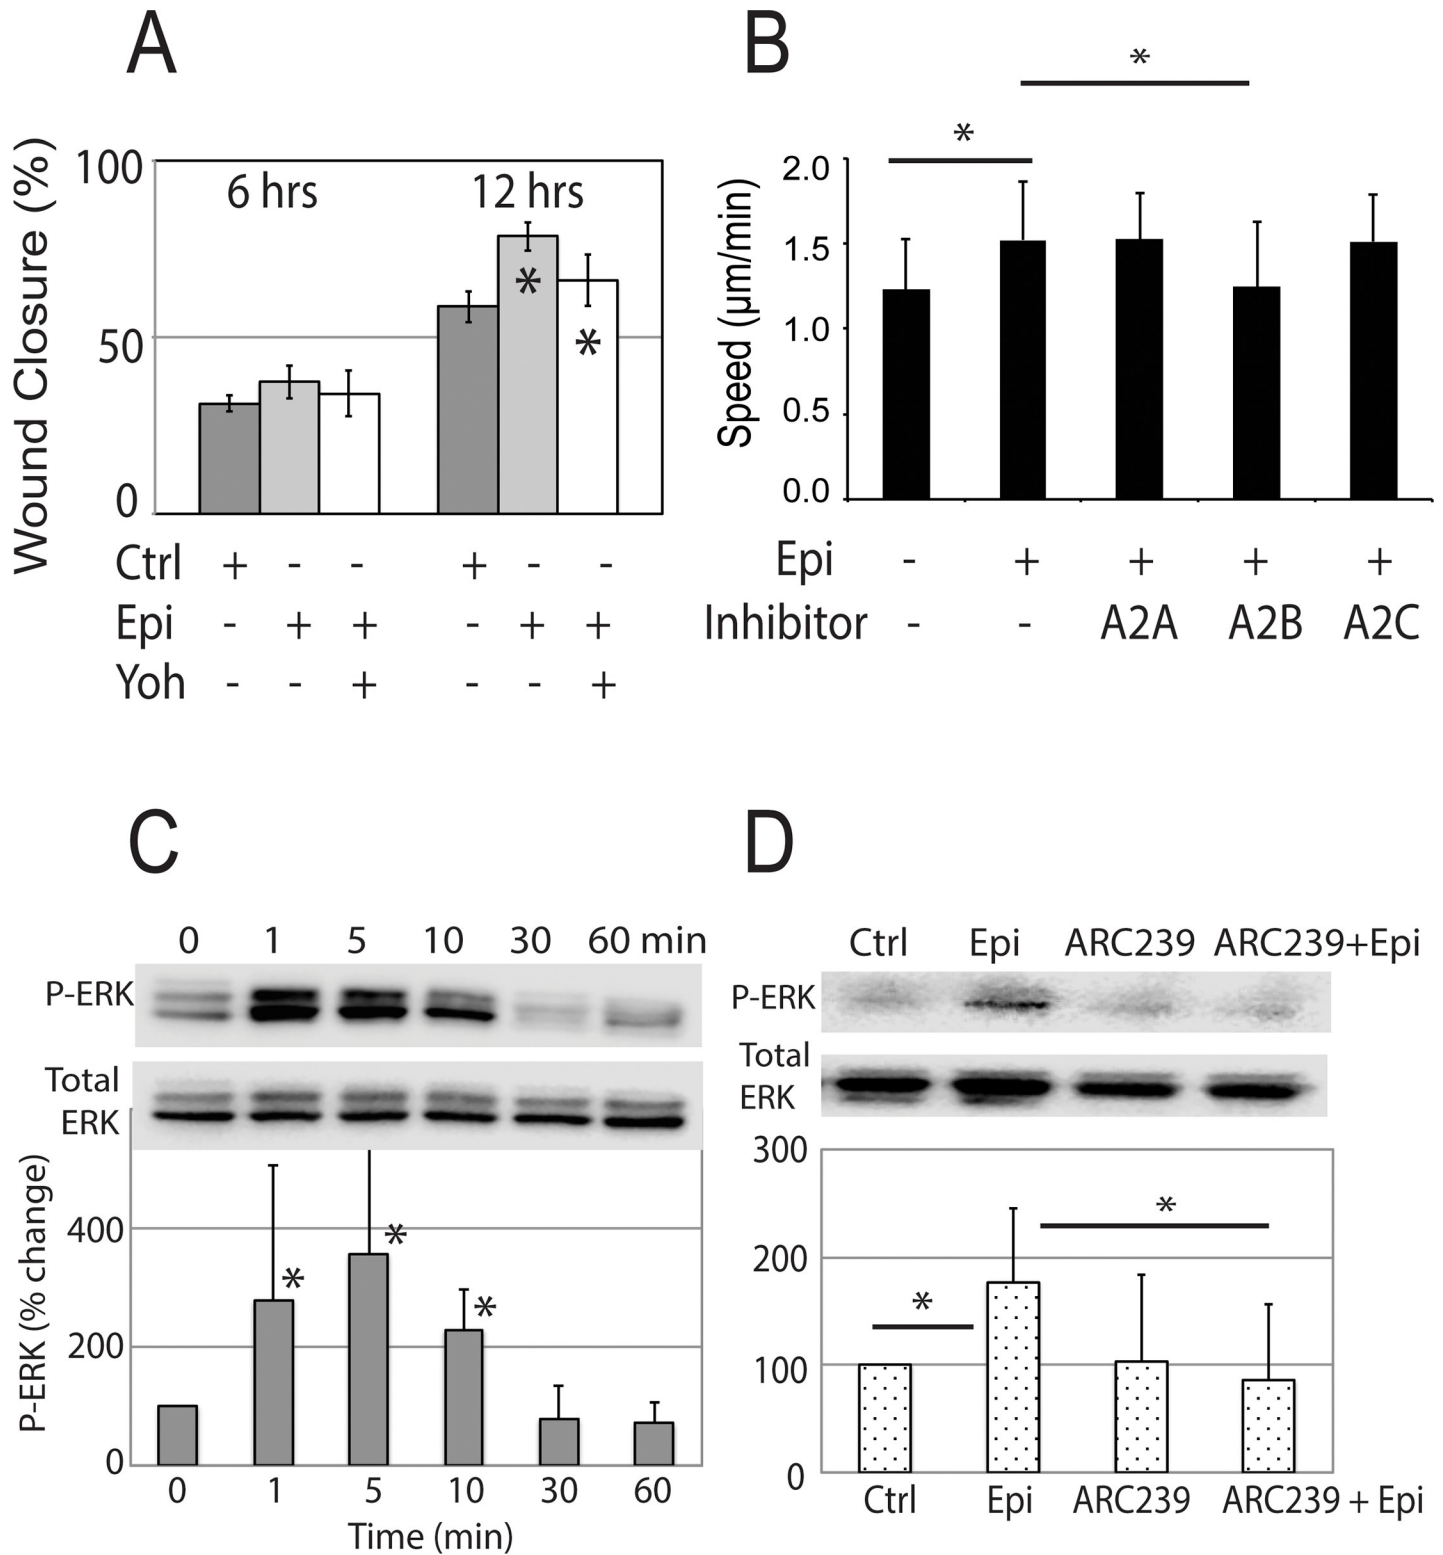 A
Wound Closure (%)
100
50
0
6 hrs
12 hrs
*
*
Ctrl + - - + - -
Epi - + + - + +
Yoh - - + - - +
B
*
*
Speed (µm/min)
2.0
1.5
1.0
0.5
0.0
Epi - + + + +
Inhibitor - - A2A A2B A2C
C
0 1 5 10 30 60 min
P-ERK
Total
ERK
P-ERK (% change)
400
200
0
*
*
*
0 1 5 10 30 60
Time (min)
D
Ctrl Epi ARC239 ARC239+Epi
P-ERK
Total
ERK
300
200
100
0
*
*
Ctrl Epi ARC239 ARC239 + Epi